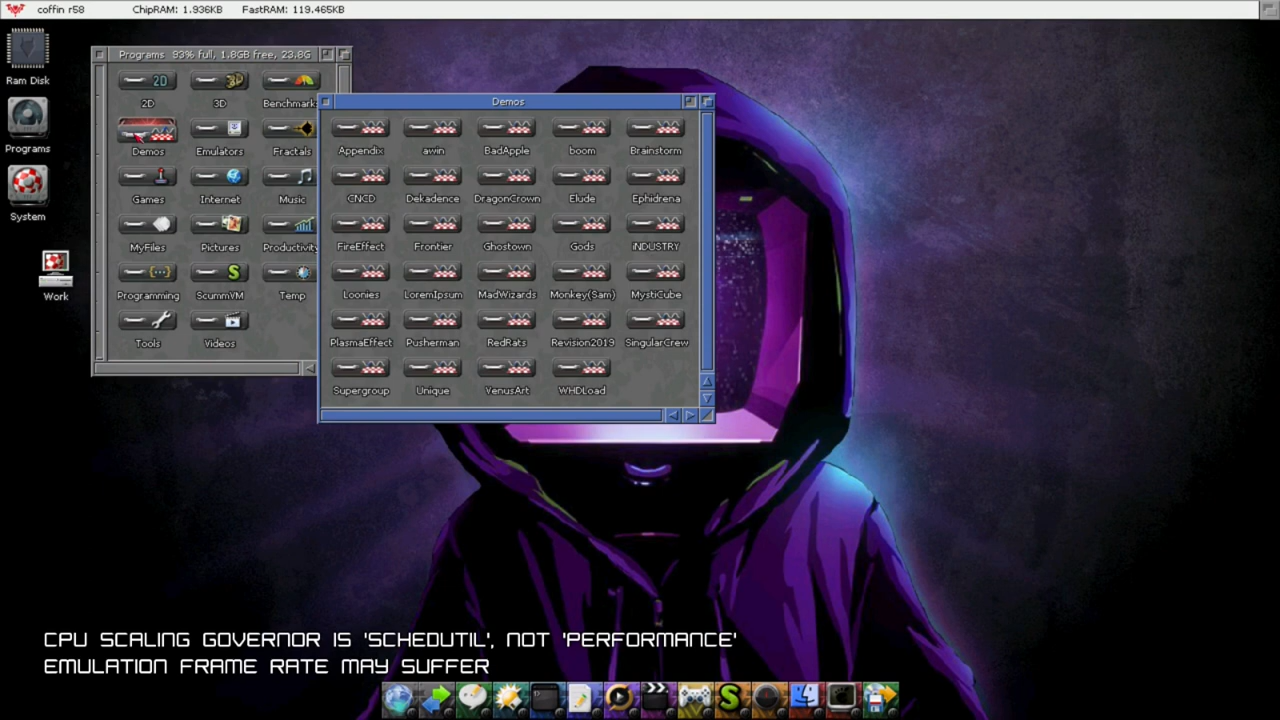 coffin r58 ChipRAM: 1.936KB FastRAM: 119.465KB
Ram Disk
Programs
System
Work
Programs 93% full, 1.8GB free, 23.8G
2D 3D Benchmark
Demos Emulators Fractals
Games Internet Music
MyFiles Pictures Productivity
Programming ScummVM Temp
Tools Videos
Demos
Appendix awin BadApple boom Brainstorm
CNCD Dekadence DragonCrown Elude Ephidrena
FireEffect Frontier Ghostown Gods iNDUSTRY
Loonies LoremIpsum MadWizards Monkey(Sam) MystiCube
PlasmaEffect Pusherman RedRats Revision2019 SingularCrew
Supergroup Unique VenusArt WHDLoad
CPU SCALING GOVERNOR IS 'SCHEDUTIL', NOT 'PERFORMANCE'
EMULATION FRAME RATE MAY SUFFER